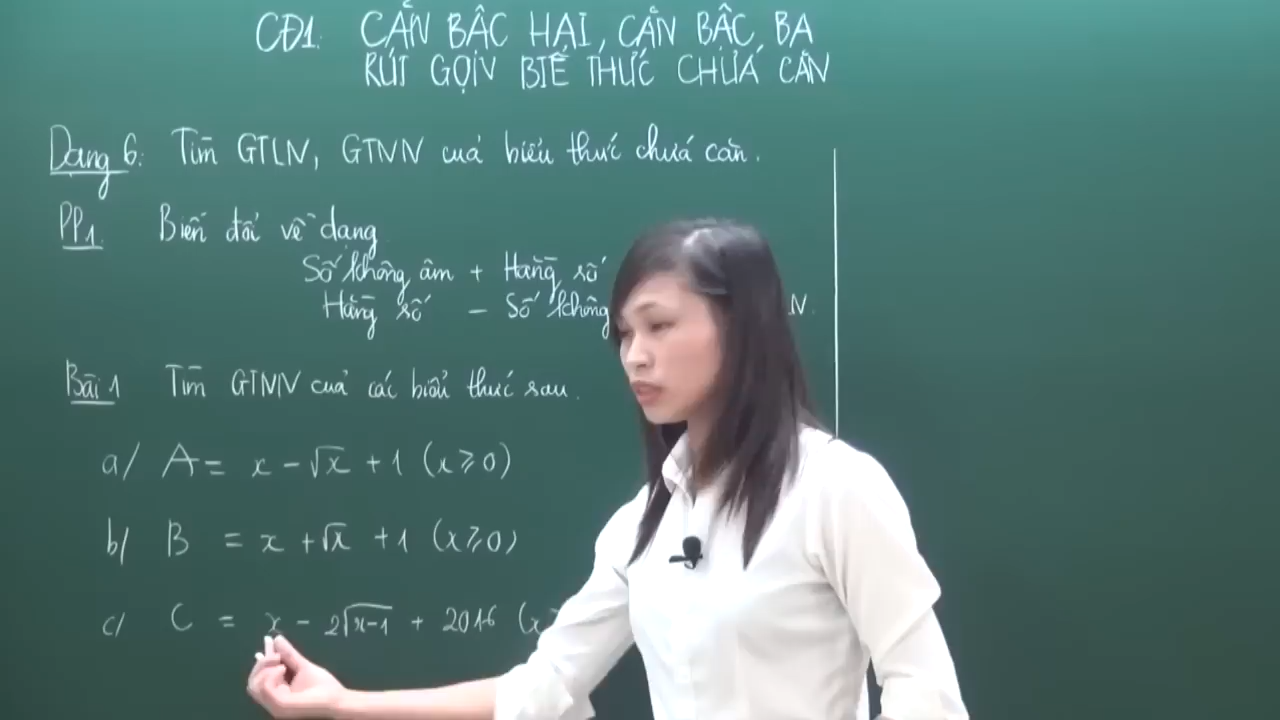 CĐ1: CĂN BẬC HAI, CĂN BẬC BA
RÚT GỌN BIỂ THỨC CHỨA CĂN
Dạng 6: Tìm GTLN, GTNN của biểu thức chứa căn.
PP1. Biến đổi về dạng
Số không âm + Hằng số
Hằng số - Số không N.
Bài 1 Tìm GTNN của các biểu thức sau.
a/ A = x - √x + 1 (x ⩾ 0)
b/ B = x + √x + 1 (x ⩾ 0)
c/ C = x - 2√x-1 + 2016 (x